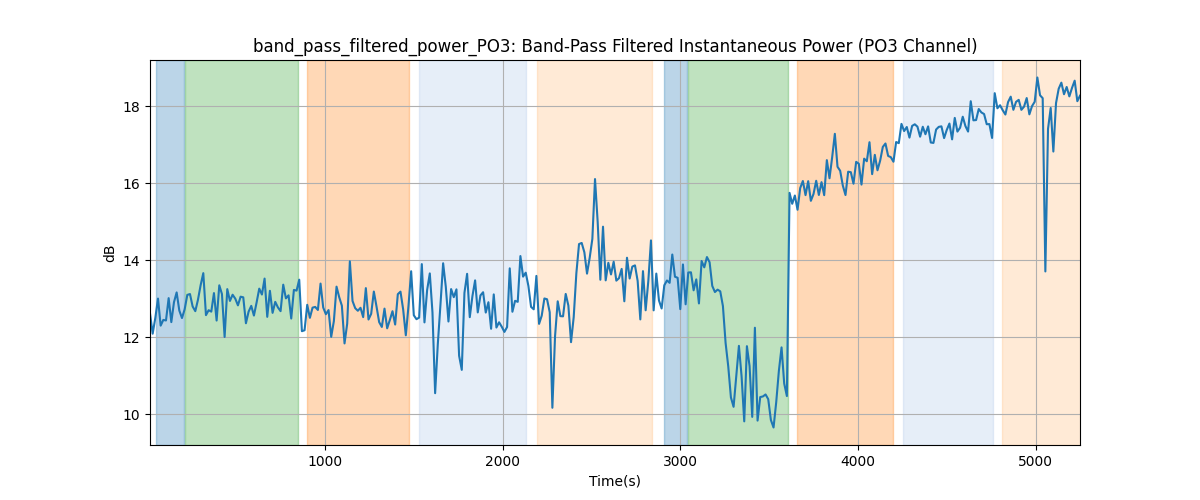 band_pass_filtered_power_PO3: Band-Pass Filtered Instantaneous Power (PO3 Channel)
18
16
14
12
10
dB
1000 2000 3000 4000 5000
Time(s)